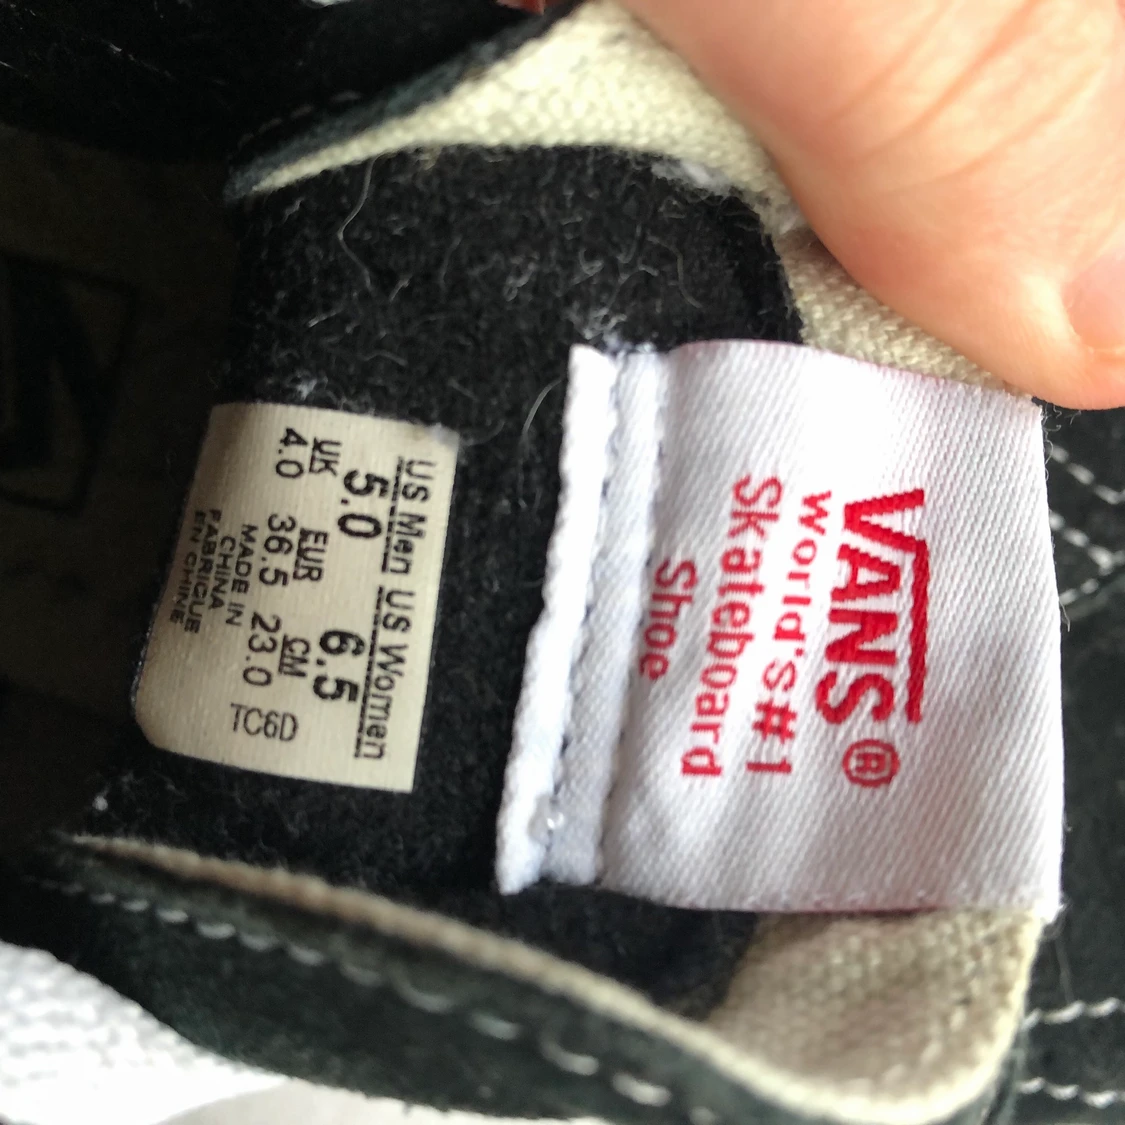 US Men US Women
5.0 6.5
UK EUR CM
4.0 36.5 23.0
MADE IN
CHINA
FABRIQUE
EN CHINE
TC6D
VANS®
World's#1
Skateboard
Shoe